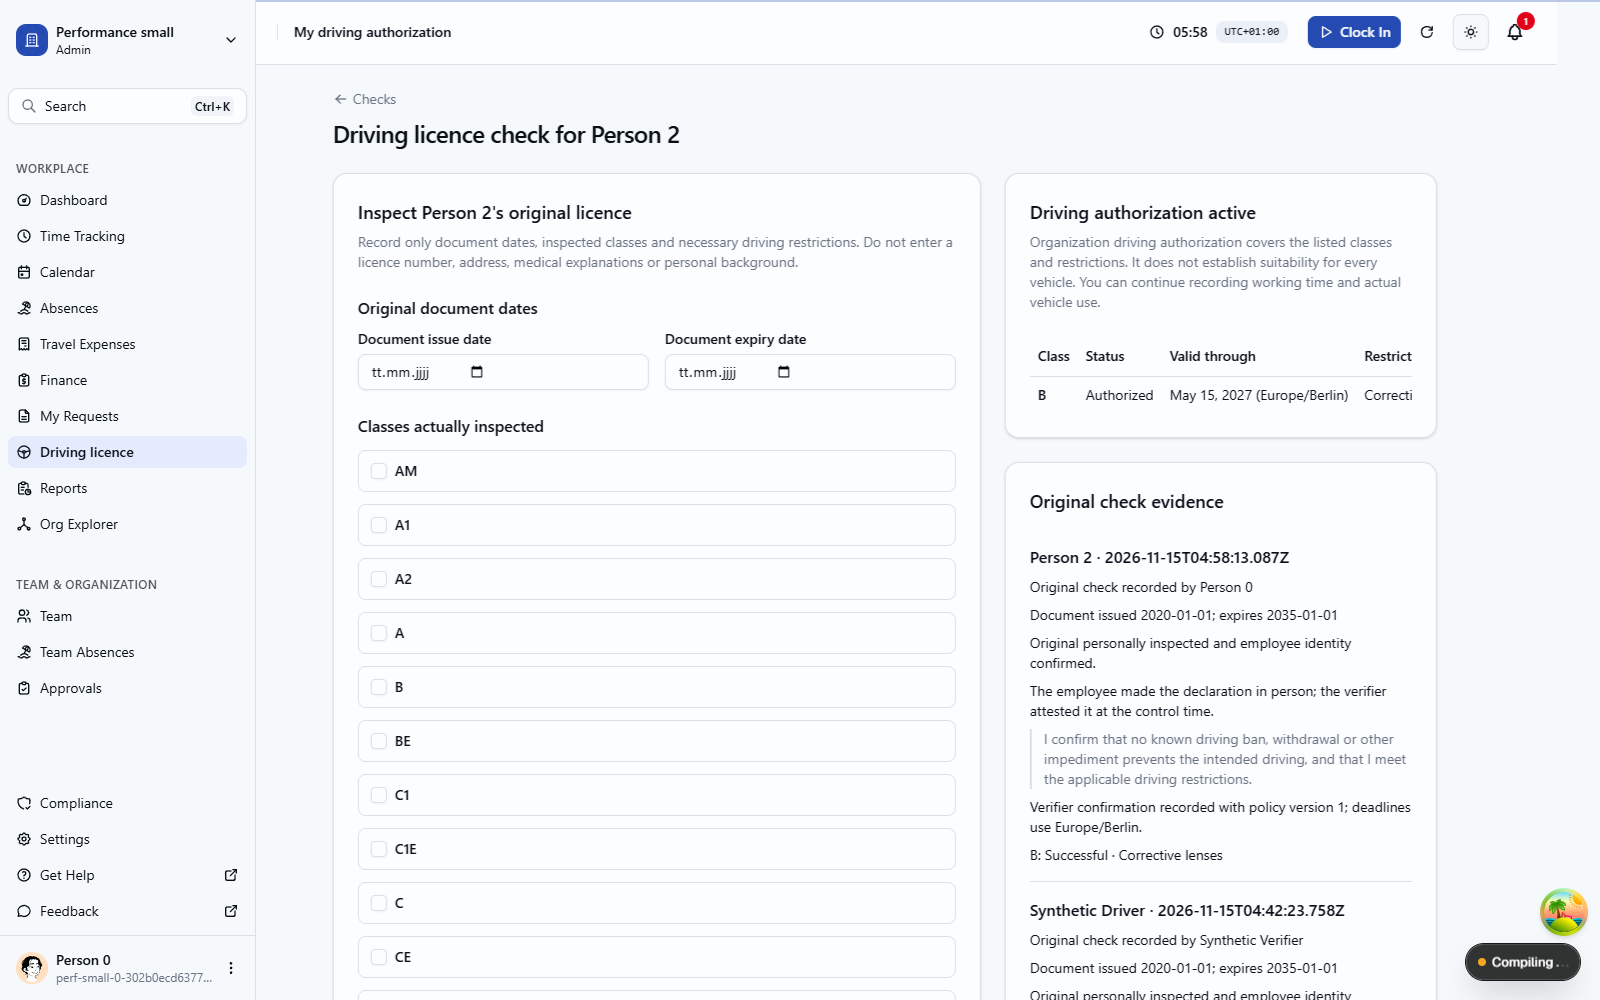 Performance small
Admin
Search
Ctrl+K
WORKPLACE
Dashboard
Time Tracking
Calendar
Absences
Travel Expenses
Finance
My Requests
Driving licence
Reports
Org Explorer
TEAM & ORGANIZATION
Team
Team Absences
Approvals
Compliance
Settings
Get Help
Feedback
Person 0
perf-small-0-302b0ecd6377...
My driving authorization
05:58
UTC+01:00
Clock In
1
Checks
Driving licence check for Person 2
Inspect Person 2's original licence
Record only document dates, inspected classes and necessary driving restrictions. Do not enter a
licence number, address, medical explanations or personal background.
Original document dates
Document issue date
Document expiry date
tt.mm.jjjj
tt.mm.jjjj
Classes actually inspected
AM
A1
A2
A
B
BE
C1
C1E
C
CE
Driving authorization active
Organization driving authorization covers the listed classes
and restrictions. It does not establish suitability for every
vehicle. You can continue recording working time and actual
vehicle use.
Class Status Valid through Restrict
B Authorized May 15, 2027 (Europe/Berlin) Correcti
Original check evidence
Person 2 · 2026-11-15T04:58:13.087Z
Original check recorded by Person 0
Document issued 2020-01-01; expires 2035-01-01
Original personally inspected and employee identity
confirmed.
The employee made the declaration in person; the verifier
attested it at the control time.
I confirm that no known driving ban, withdrawal or other
impediment prevents the intended driving, and that I meet
the applicable driving restrictions.
Verifier confirmation recorded with policy version 1; deadlines
use Europe/Berlin.
B: Successful · Corrective lenses
Synthetic Driver · 2026-11-15T04:42:23.758Z
Original check recorded by Synthetic Verifier
Document issued 2020-01-01; expires 2035-01-01
Original personally inspected and employee identity
Compiling...